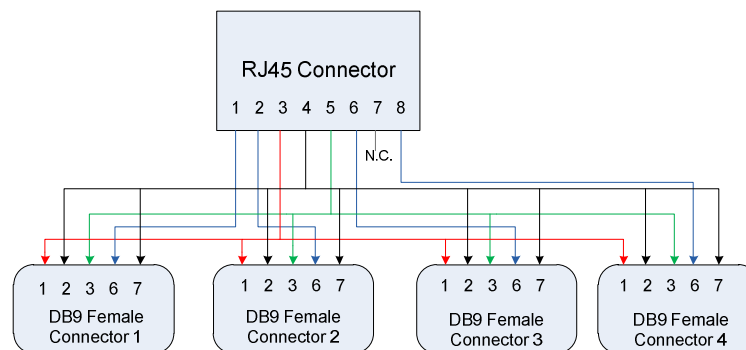 RJ45 Connector
1 2 3 4 5 6 7 8
N.C.
1 2 3 6 7
DB9 Female
Connector 1
1 2 3 6 7
DB9 Female
Connector 2
1 2 3 6 7
DB9 Female
Connector 3
1 2 3 6 7
DB9 Female
Connector 4